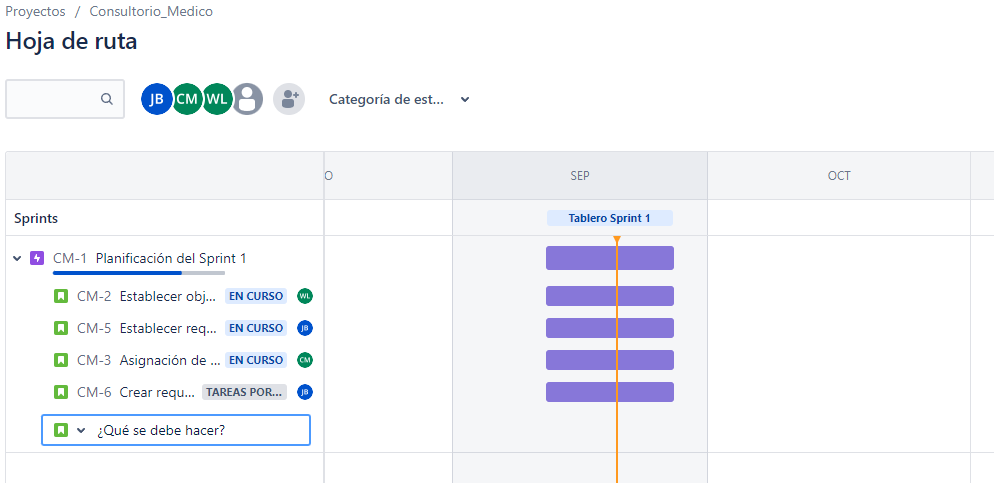 Proyectos / Consultorio_Medico
Hoja de ruta
JB CM WL Categoría de est...
O SEP OCT
Sprints Tablero Sprint 1
CM-1 Planificación del Sprint 1
CM-2 Establecer obj... EN CURSO WL
CM-5 Establecer req... EN CURSO JB
CM-3 Asignación de ... EN CURSO CM
CM-6 Crear requ... TAREAS POR... JB
¿Qué se debe hacer?